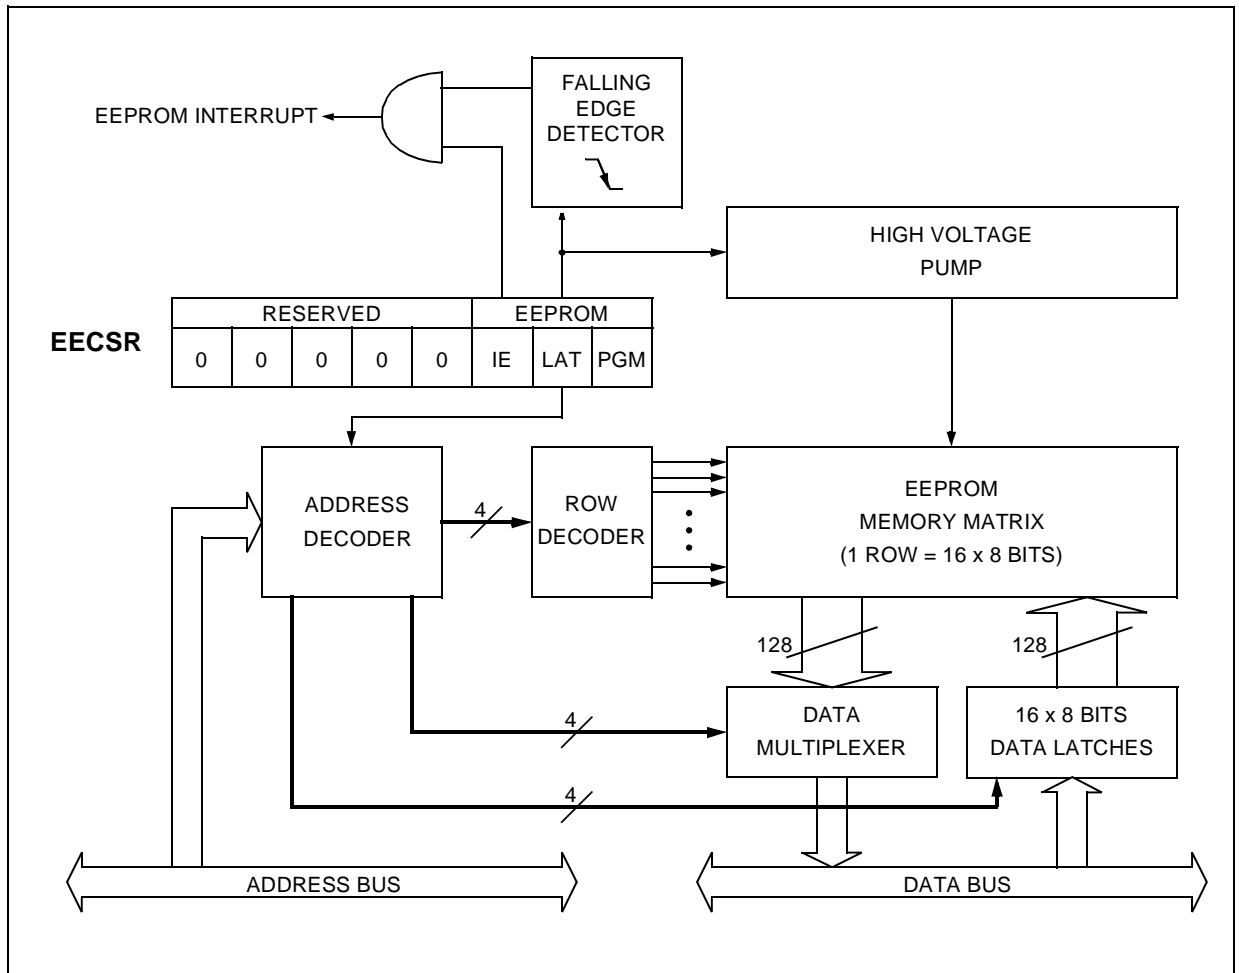 FALLING
EDGE
DETECTOR
EEPROM INTERRUPT
HIGH VOLTAGE
PUMP
RESERVED EEPROM
EECSR
0 0 0 0 0 IE LAT PGM
ADDRESS
DECODER
4
ROW
DECODER
EEPROM
MEMORY MATRIX
(1 ROW = 16 x 8 BITS)
128
128
4
DATA
MULTIPLEXER
16 x 8 BITS
DATA LATCHES
4
ADDRESS BUS
DATA BUS